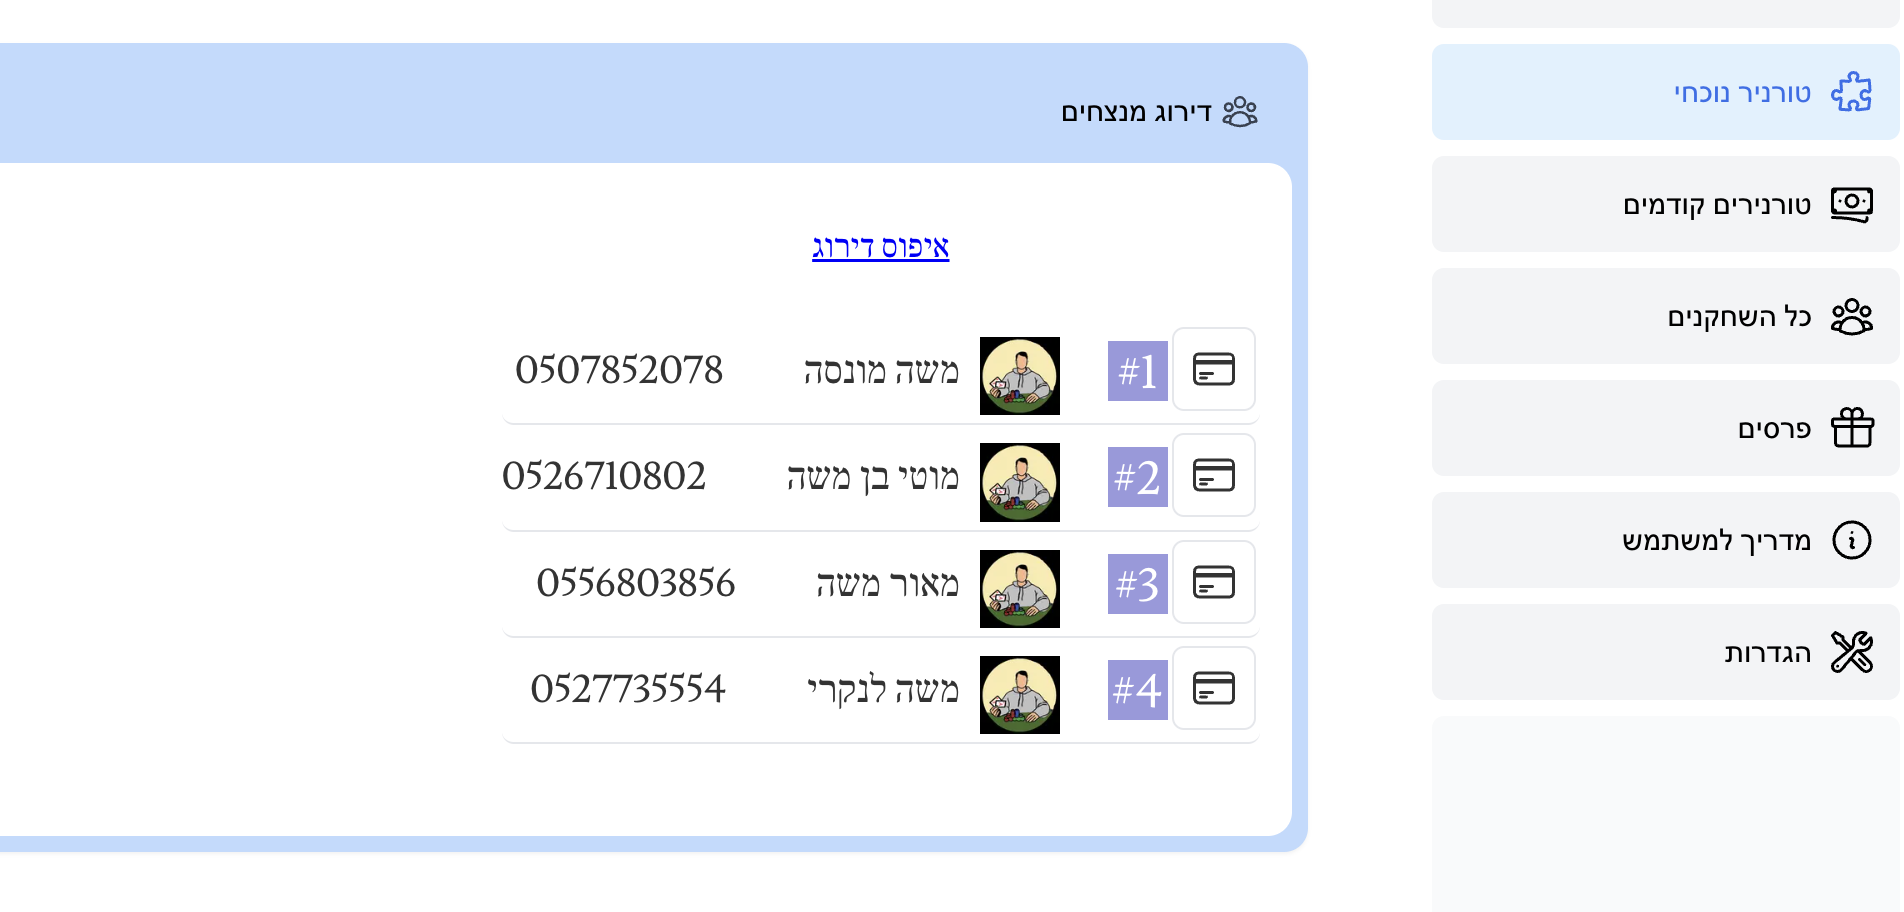 טורניר נוכחי
טורנירים קודמים
כל השחקנים
פרסים
מדריך למשתמש
הגדרות
דירוג מנצחים
איפוס דירוג
#1 משה מונסה 0507852078
#2 מוטי בן משה 0526710802
#3 מאור משה 0556803856
#4 משה לנקרי 0527735554